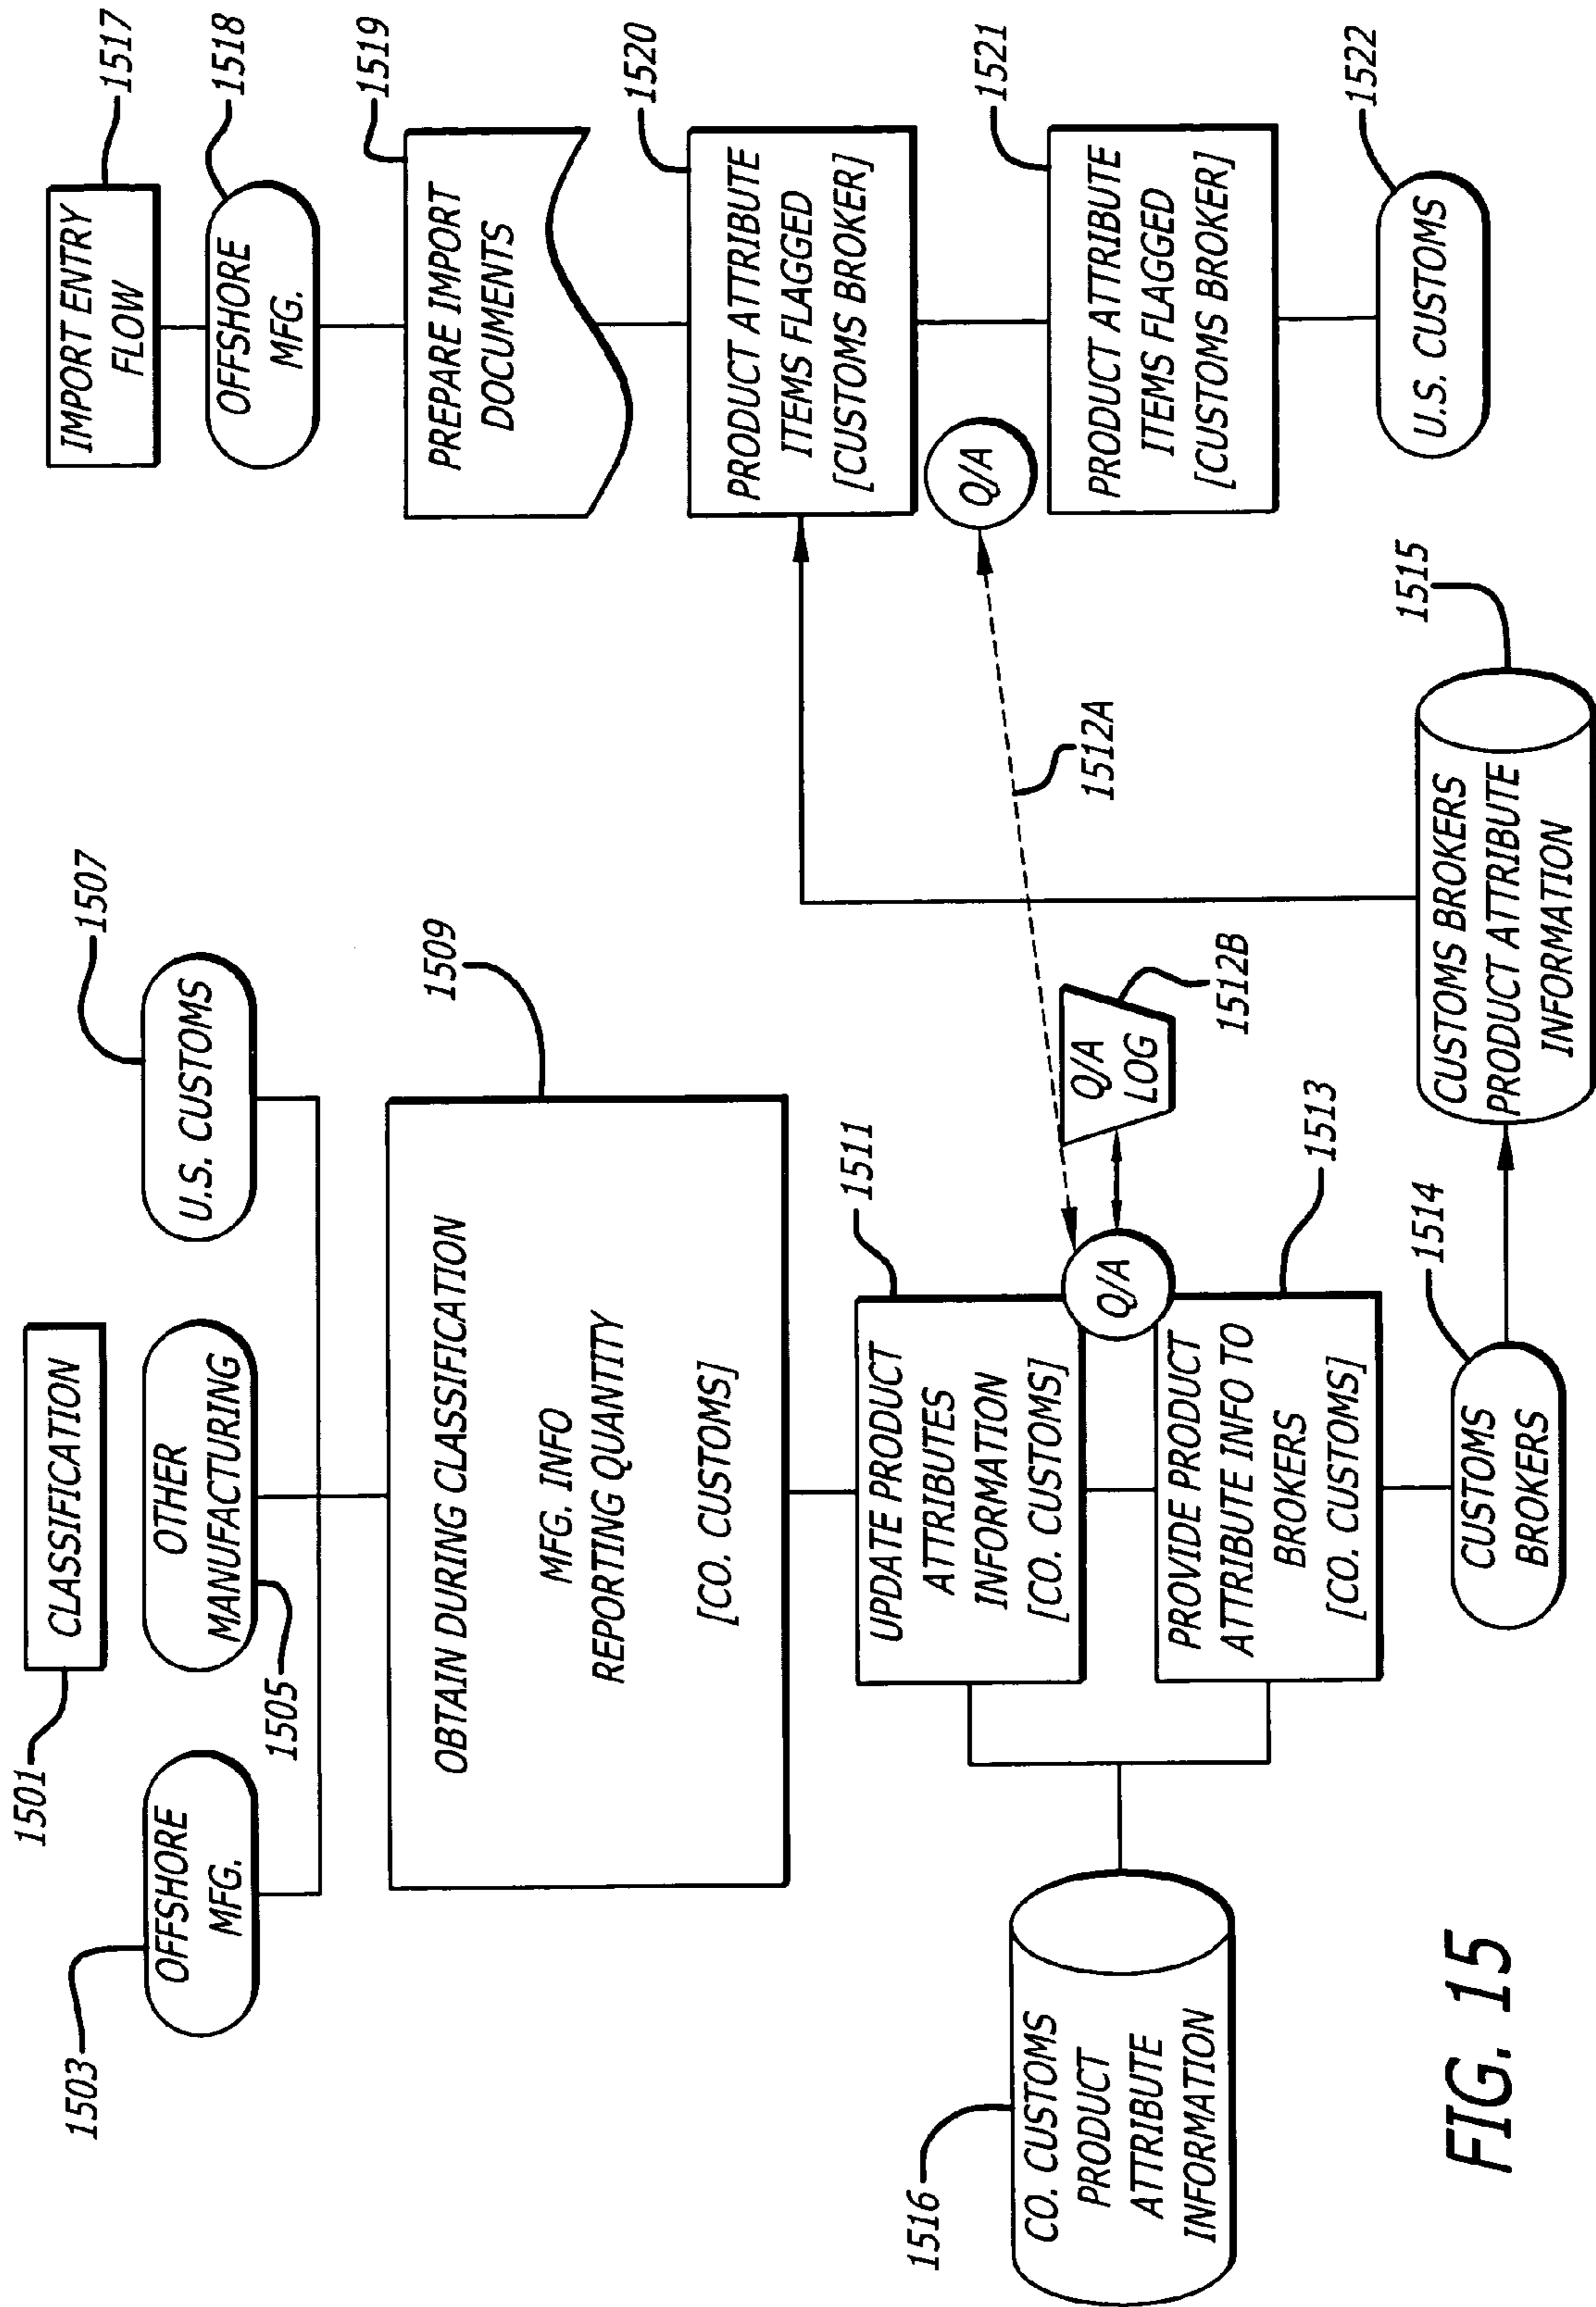 1501
CLASSIFICATION
1503
OFFSHORE
MFG.
1505
OTHER
MANUFACTURING
1507
U.S. CUSTOMS
1509
OBTAIN DURING CLASSIFICATION
MFG. INFO
REPORTING QUANTITY
[CO. CUSTOMS]
1511
UPDATE PRODUCT
ATTRIBUTES
INFORMATION
[CO. CUSTOMS]
Q/A
Q/A
LOG
1512B
1512A
1513
PROVIDE PRODUCT
ATTRIBUTE INFO TO
BROKERS
[CO. CUSTOMS]
1516
CO. CUSTOMS
PRODUCT
ATTRIBUTE
INFORMATION
1514
CUSTOMS
BROKERS
1515
CUSTOMS BROKERS
PRODUCT ATTRIBUTE
INFORMATION
1517
IMPORT ENTRY
FLOW
1518
OFFSHORE
MFG.
1519
PREPARE IMPORT
DOCUMENTS
1520
PRODUCT ATTRIBUTE
ITEMS FLAGGED
[CUSTOMS BROKER]
Q/A
1521
PRODUCT ATTRIBUTE
ITEMS FLAGGED
[CUSTOMS BROKER]
1522
U.S. CUSTOMS
FIG. 15